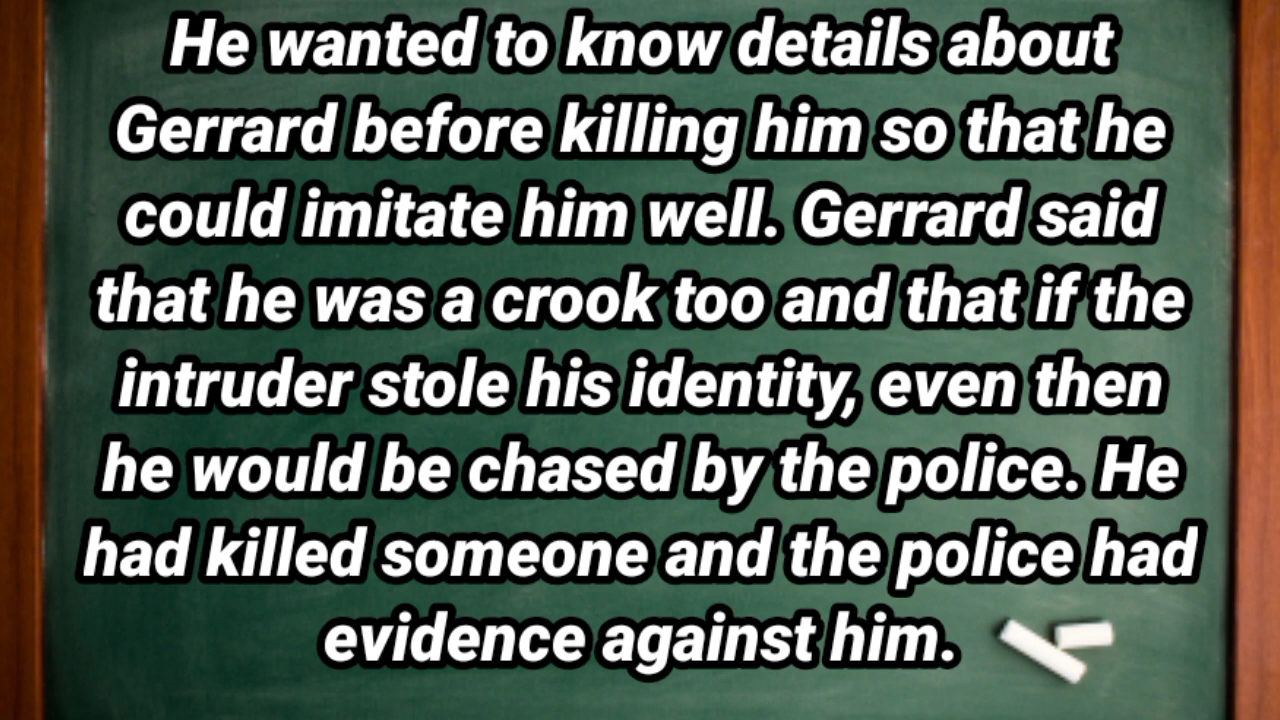 He wanted to know details about
Gerrard before killing him so that he
could imitate him well. Gerrard said
that he was a crook too and that if the
intruder stole his identity, even then
he would be chased by the police. He
had killed someone and the police had
evidence against him.